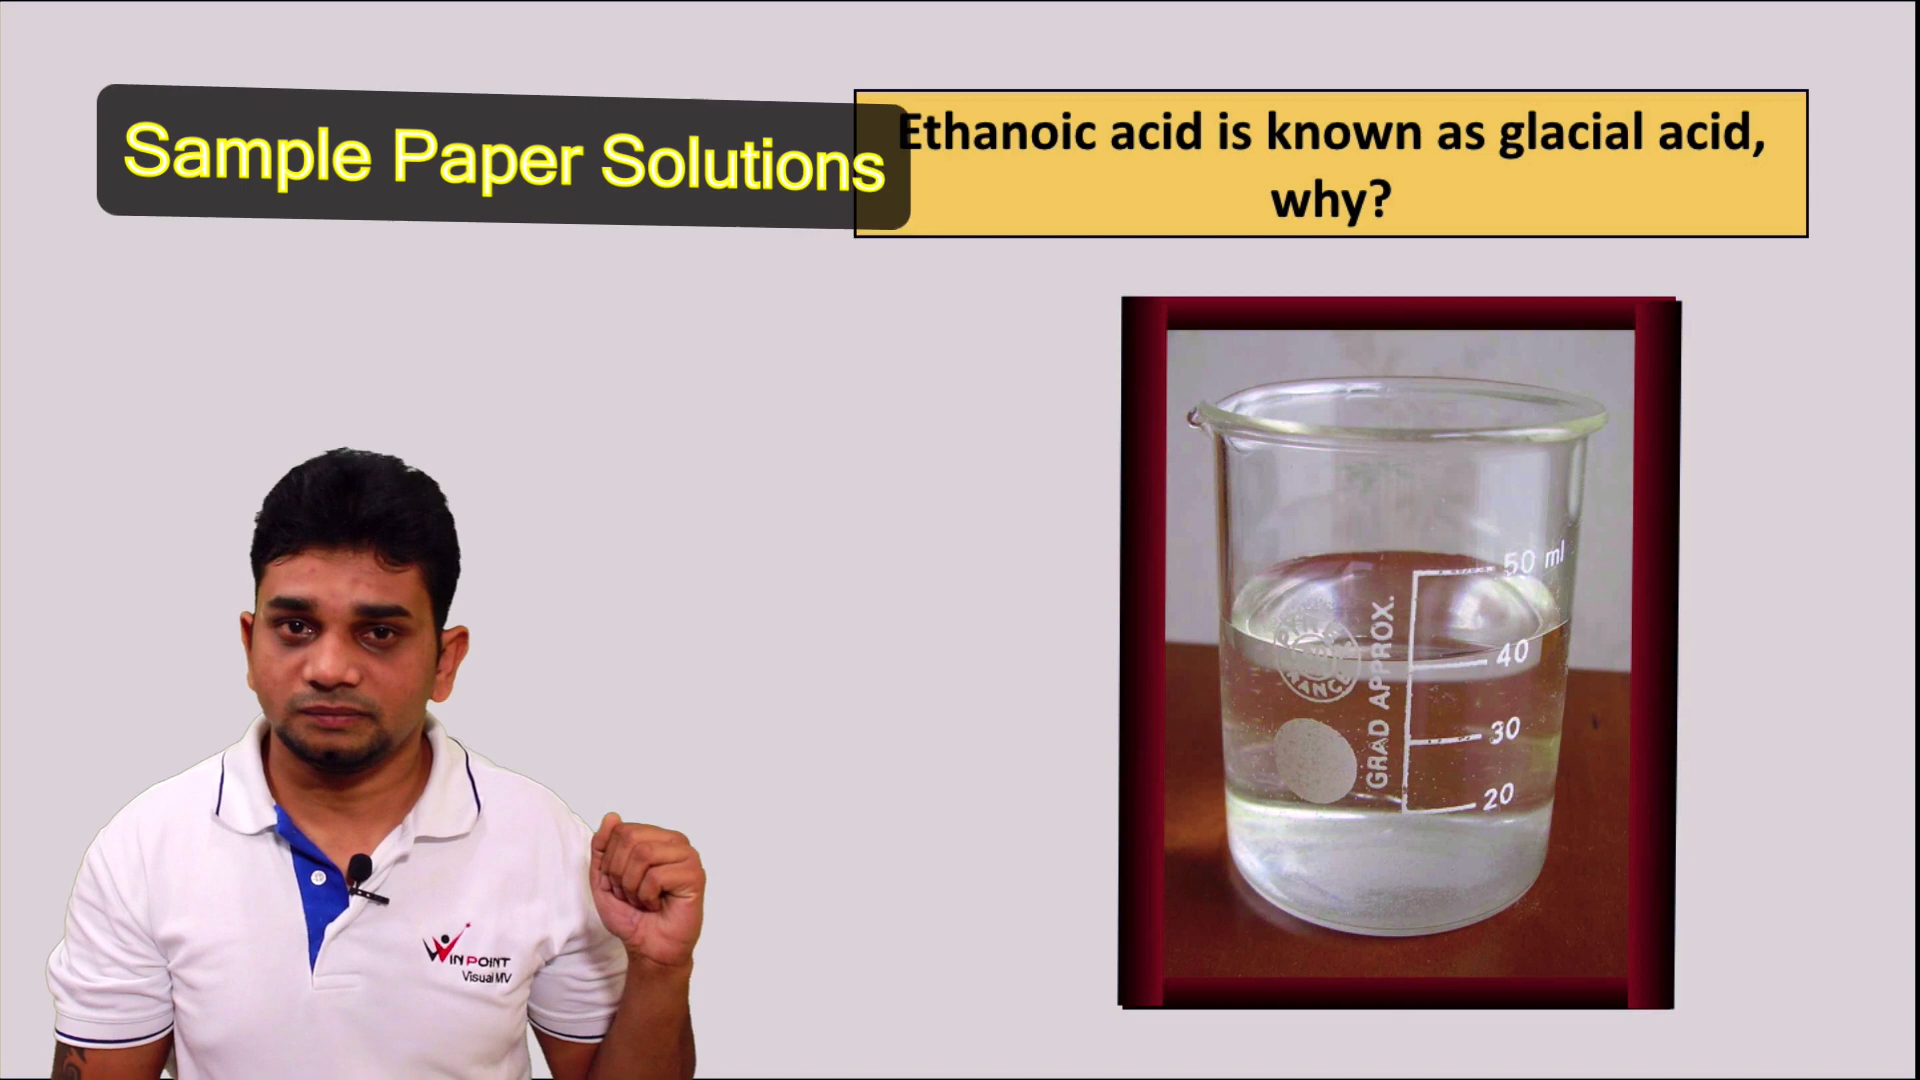 Sample Paper Solutions
Ethanoic acid is known as glacial acid,
why?
50 ml
40
30
20
GRAD APPROX.
WINPOINT
Visual MV